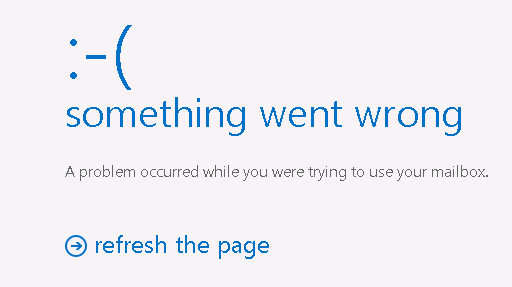 :-(
something went wrong
A problem occurred while you were trying to use your mailbox.
refresh the page